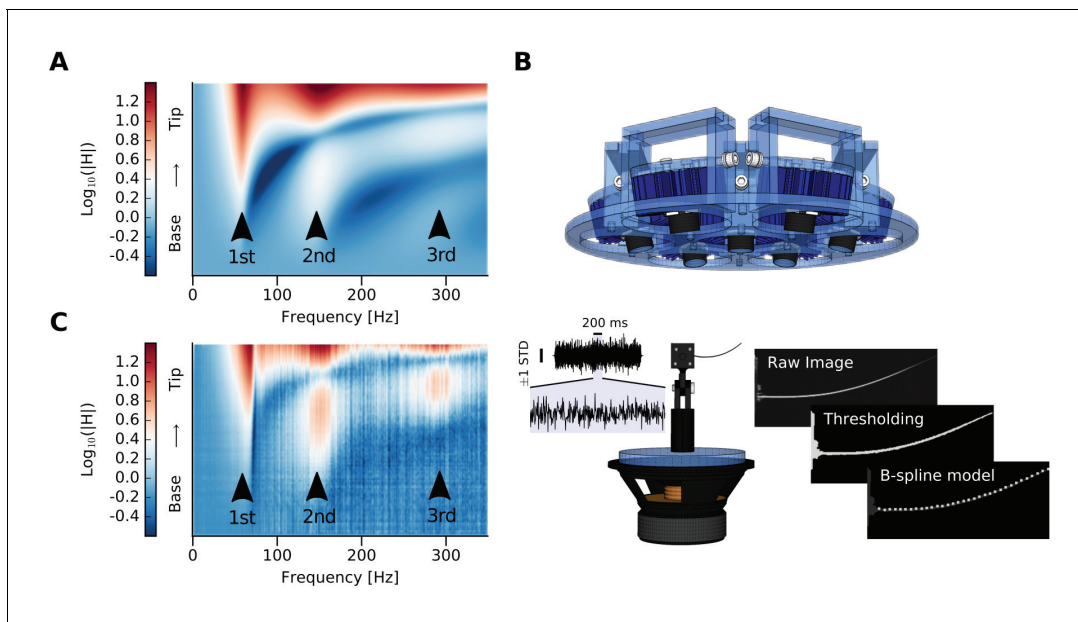 A
Log10(|H|)
1.2
1.0
0.8
0.6
0.4
0.2
0.0
-0.2
-0.4
Base → Tip
1st 2nd 3rd
0 100 200 300
Frequency [Hz]
B
C
Log10(|H|)
1.2
1.0
0.8
0.6
0.4
0.2
0.0
-0.2
-0.4
Base → Tip
1st 2nd 3rd
0 100 200 300
Frequency [Hz]
200 ms
±1 STD
Raw Image
Thresholding
B-spline model